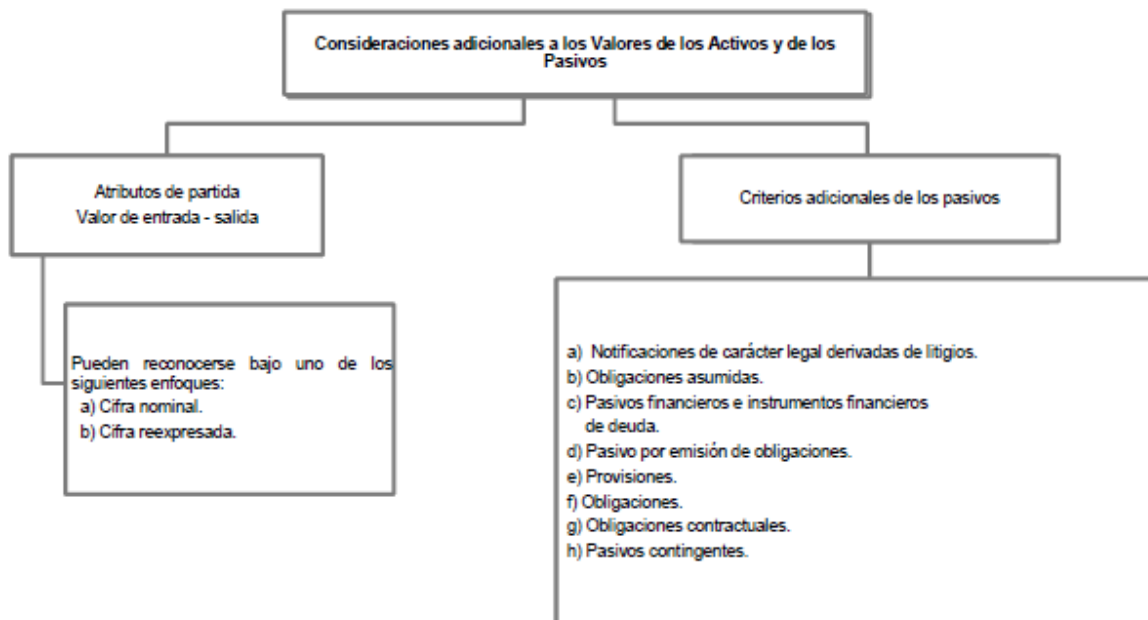 Consideraciones adicionales a los Valores de los Activos y de los
Pasivos
Atributos de partida
Valor de entrada - salida
Criterios adicionales de los pasivos
Pueden reconocerse bajo uno de los
siguientes enfoques:
a) Cifra nominal.
b) Cifra reexpresada.
a) Notificaciones de carácter legal derivadas de litigios.
b) Obligaciones asumidas.
c) Pasivos financieros e instrumentos financieros
de deuda.
d) Pasivo por emisión de obligaciones.
e) Provisiones.
f) Obligaciones.
g) Obligaciones contractuales.
h) Pasivos contingentes.